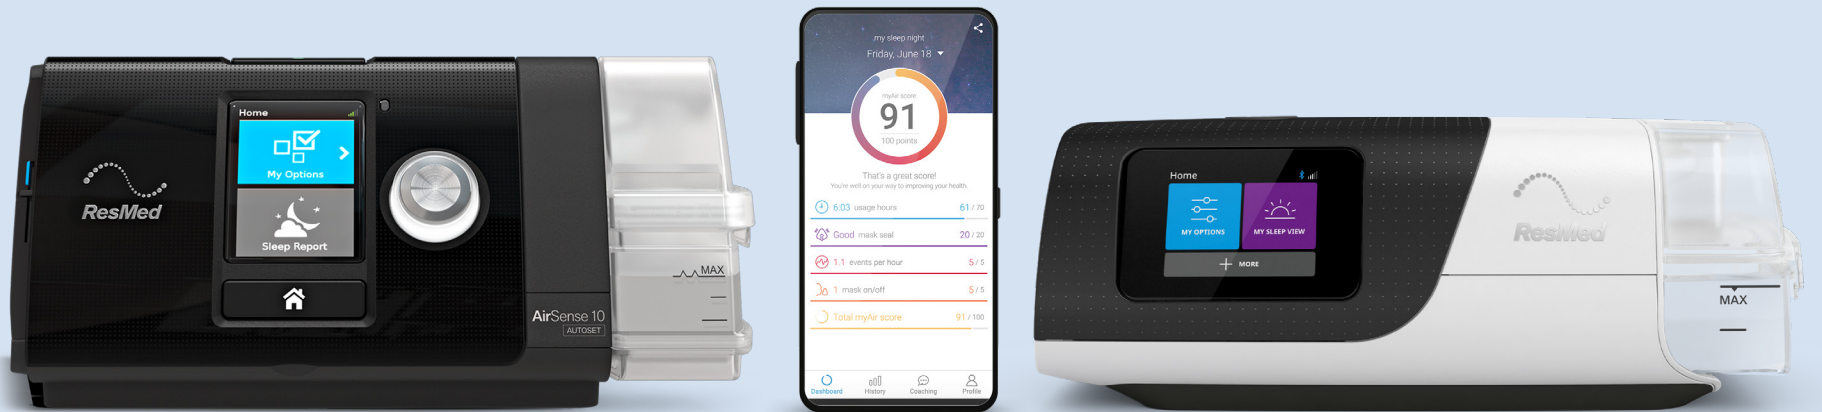 Home
My Options
Sleep Report
ResMed
AirSense 10
AUTOSET
MAX
my sleep night
Friday, June 18
myAir score
91
100 points
That's a great score!
You're well on your way to improving your health.
6:03 usage hours 61 / 70
Good mask seal 20 / 20
1.1 events per hour 5 / 5
1 mask on/off 5 / 5
Total myAir score 91 / 100
Dashboard History Coaching Profile
Home
MY OPTIONS MY SLEEP VIEW
MORE
ResMed
MAX